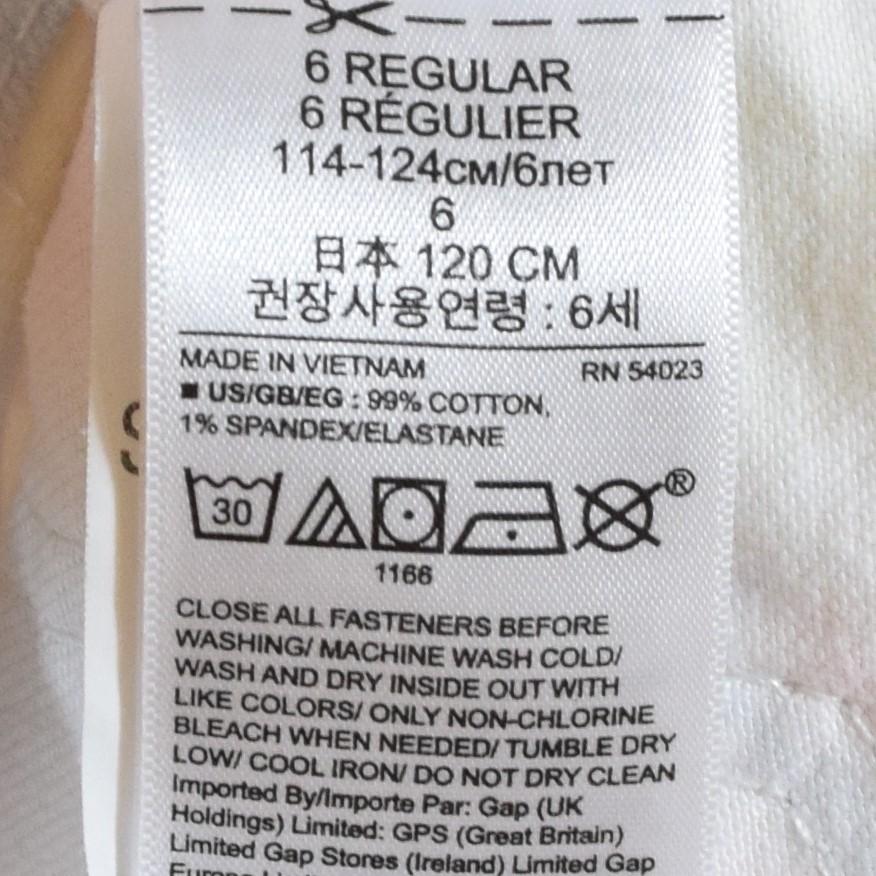 6 REGULAR
6 RÉGULIER
114-124см/6лет
6
日本 120 CM
권장사용연령 : 6세
MADE IN VIETNAM RN 54023
■ US/GB/EG : 99% COTTON,
1% SPANDEX/ELASTANE
30 ®
1166
CLOSE ALL FASTENERS BEFORE
WASHING/ MACHINE WASH COLD/
WASH AND DRY INSIDE OUT WITH
LIKE COLORS/ ONLY NON-CHLORINE
BLEACH WHEN NEEDED/ TUMBLE DRY
LOW/ COOL IRON/ DO NOT DRY CLEAN
Imported By/Importe Par: Gap (UK
Holdings) Limited: GPS (Great Britain)
Limited Gap Stores (Ireland) Limited Gap